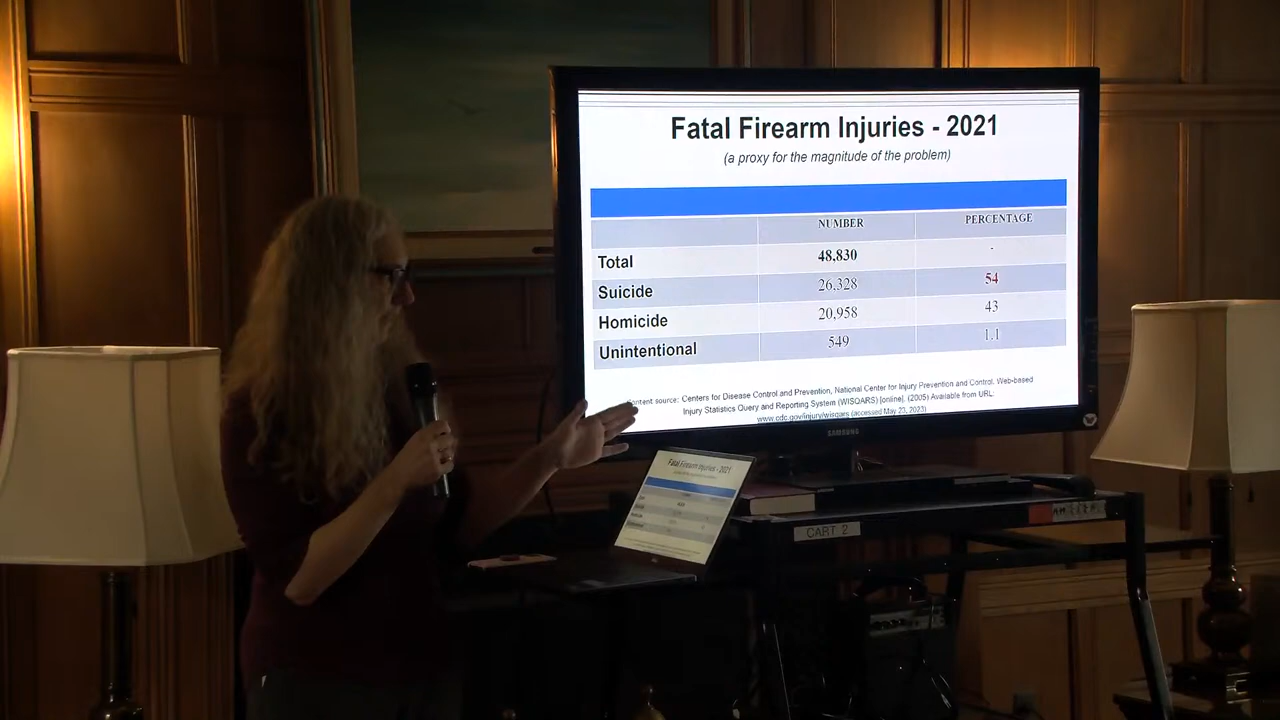 Fatal Firearm Injuries - 2021
(a proxy for the magnitude of the problem)
NUMBER PERCENTAGE
Total 48,830 -
Suicide 26,328 54
Homicide 20,958 43
Unintentional 549 1.1
Content source: Centers for Disease Control and Prevention, National Center for Injury Prevention and Control. Web-based
Injury Statistics Query and Reporting System (WISQARS) [online]. (2005) Available from URL:
www.cdc.gov/injury/wisqars (accessed May 23, 2023)
SAMSUNG
Fatal Firearm Injuries - 2021
CART 2